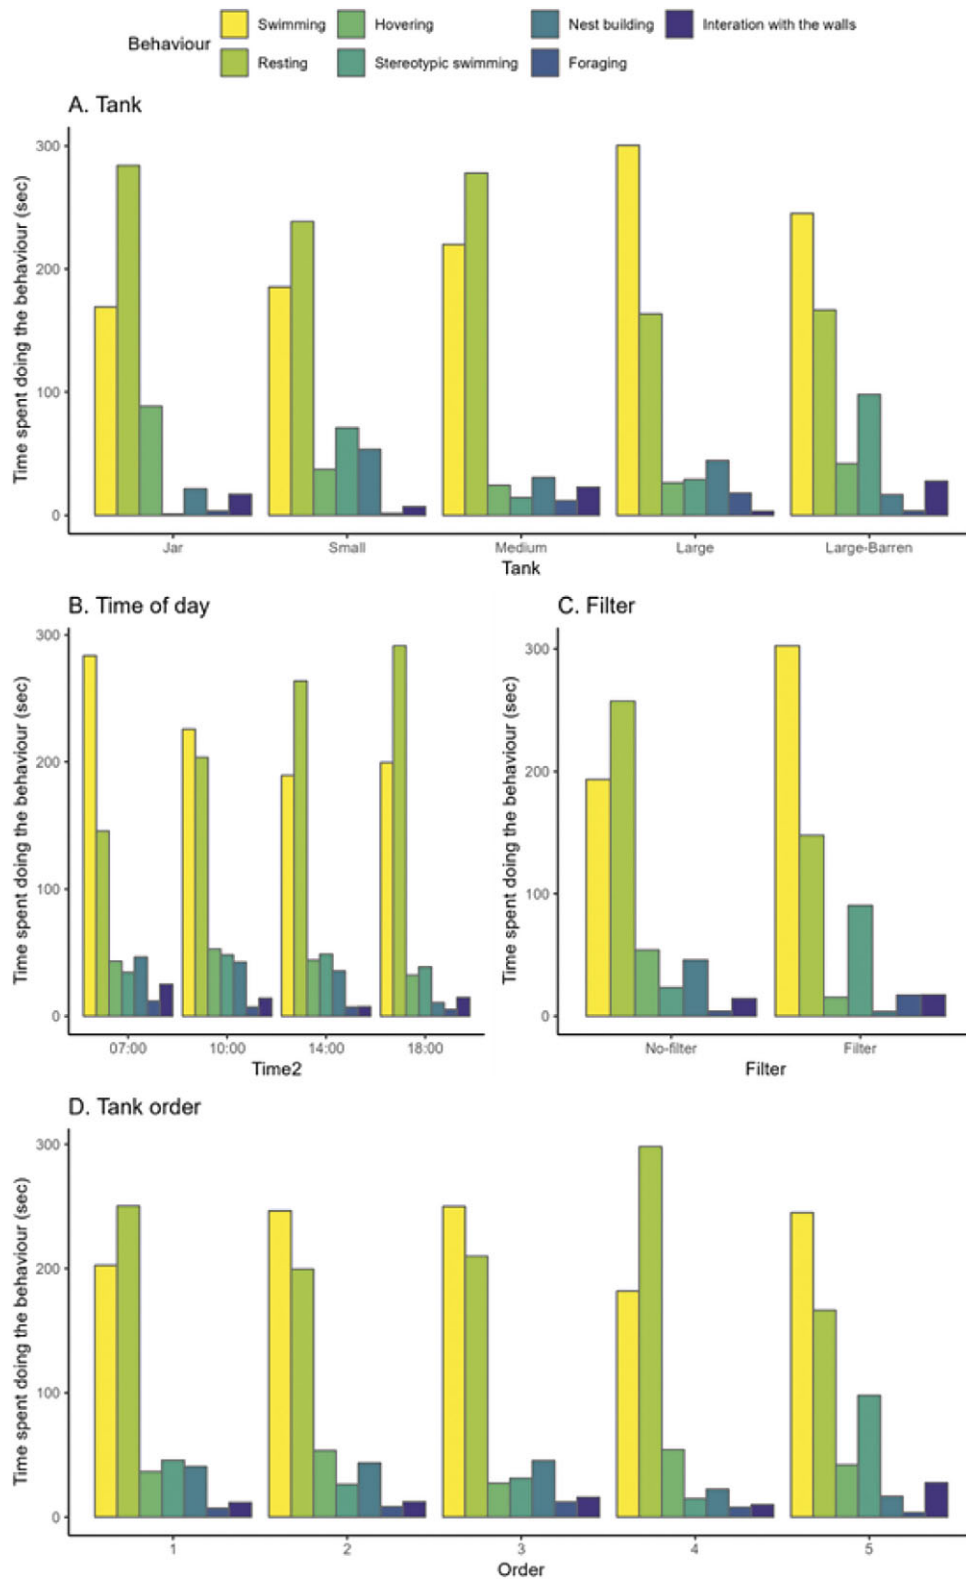 Behaviour
Swimming
Hovering
Nest building
Interation with the walls
Resting
Stereotypic swimming
Foraging
A. Tank
Time spent doing the behaviour (sec)
300
200
100
0
Jar
Small
Medium
Large
Large-Barren
Tank
B. Time of day
Time spent doing the behaviour (sec)
300
200
100
0
07:00
10:00
14:00
18:00
Time2
C. Filter
Time spent doing the behaviour (sec)
300
200
100
0
No-filter
Filter
Filter
D. Tank order
Time spent doing the behaviour (sec)
300
200
100
0
1
2
3
4
5
Order